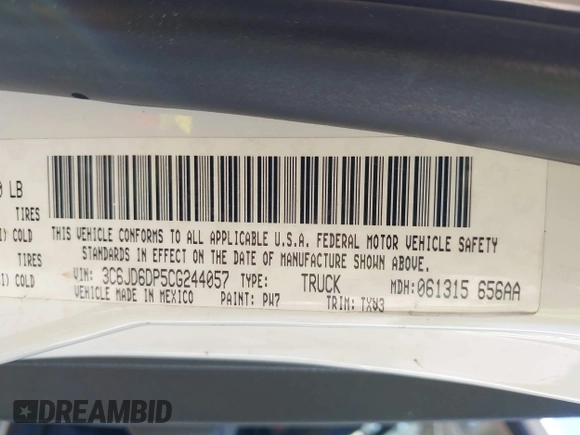 0 LB
TIRES
I) COLD
TIRES
I) COLD
THIS VEHICLE CONFORMS TO ALL APPLICABLE U.S.A. FEDERAL MOTOR VEHICLE SAFETY
STANDARDS IN EFFECT ON THE DATE OF MANUFACTURE SHOWN ABOVE.
VIN: 3C6JD6DP5CG244057 TYPE: TRUCK MDH: 061315 656AA
VEHICLE MADE IN MEXICO PAINT: PW7 TRIM: TXV3
DREAMBID